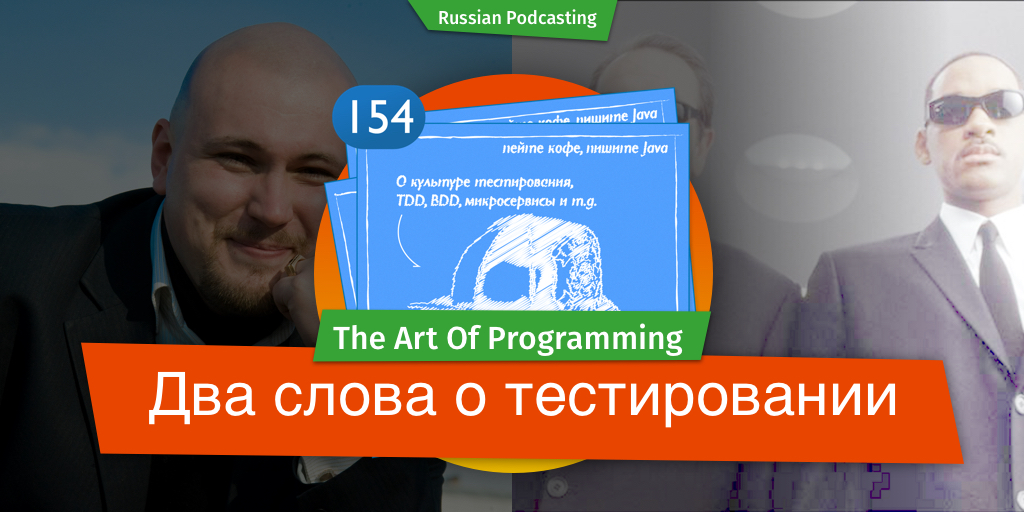 Russian Podcasting
154
кофе, пишите Java
пейте кофе, пишите Java
О культуре тестирования,
TDD, BDD, микросервисы и т.д.
The Art Of Programming
Два слова о тестировании